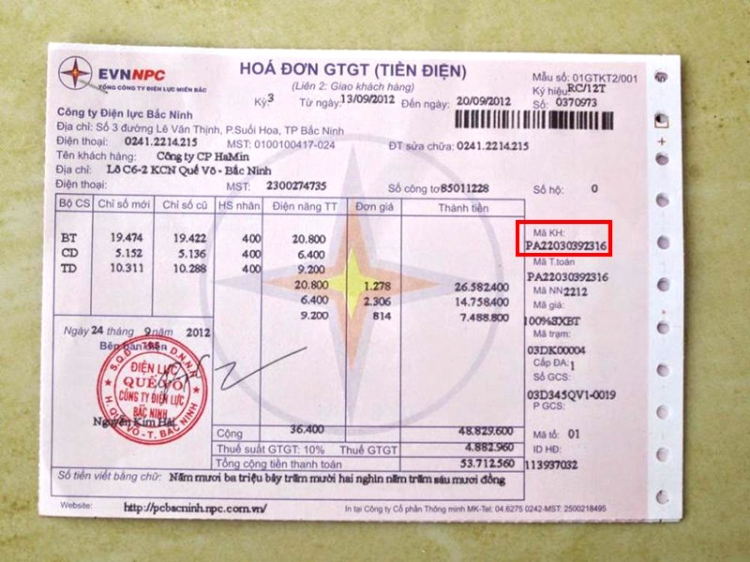 EVNNPC
TỔNG CÔNG TY ĐIỆN LỰC MIỀN BẮC
HOÁ ĐƠN GTGT (TIỀN ĐIỆN)
(Liên 2: Giao khách hàng)
Kỳ: 3 Từ ngày: 13/09/2012 Đến ngày: 20/09/2012
Mẫu số: 01GTKT2/001
Ký hiệu: RC/12T
Số: 0370973
Công ty Điện lực Bắc Ninh
Địa chỉ: Số 3 đường Lê Văn Thịnh, P.Suối Hoa, TP Bắc Ninh
Điện thoại: 0241.2214.215 MST: 0100100417-024 ĐT sửa chữa: 0241.2214.215
Tên khách hàng: Công ty CP HaMin
Địa chỉ: Lô C6-2 KCN Quế Võ - Bắc Ninh
Điện thoại: MST: 2300274735 Số công tơ 85011228 Số hộ: 0
Bộ CS Chỉ số mới Chỉ số cũ HS nhân Điện năng TT Đơn giá Thành tiền
BT 19.474 19.422 400 20.800
CD 5.152 5.136 400 6.400
TD 10.311 10.288 400 9.200
20.800 1.278 26.582.400
6.400 2.306 14.758.400
9.200 814 7.488.800
Mã KH:
PA22030392316
Mã T.toán
PA22030392316
Mã NN: 2212
Mã giá:
100%SXBT
Mã trạm:
03DK00004
Cấp ĐA: 1
Số GCS:
03D345QV1-0019
P GCS:
Mã tổ: 01
ID HĐ:
113937032
Ngày 24 tháng 9 năm 2012
Bên bán điện
ĐIỆN LỰC
QUẾ VÕ
CÔNG TY ĐIỆN LỰC
BẮC NINH
H. QUẾ VÕ - T. BẮC NINH
Cộng 36.400 48.829.600
Thuế suất GTGT: 10% Thuế GTGT 4.882.960
Tổng cộng tiền thanh toán 53.712.560
Số tiền viết bằng chữ: Năm mươi ba triệu bảy trăm mười hai nghìn năm trăm sáu mươi đồng
Website: http://pcbacninh.npc.com.vn/
In tại Công ty Cổ phần Thông minh MK-Tel: 04.6275 0242-MST: 2500218495